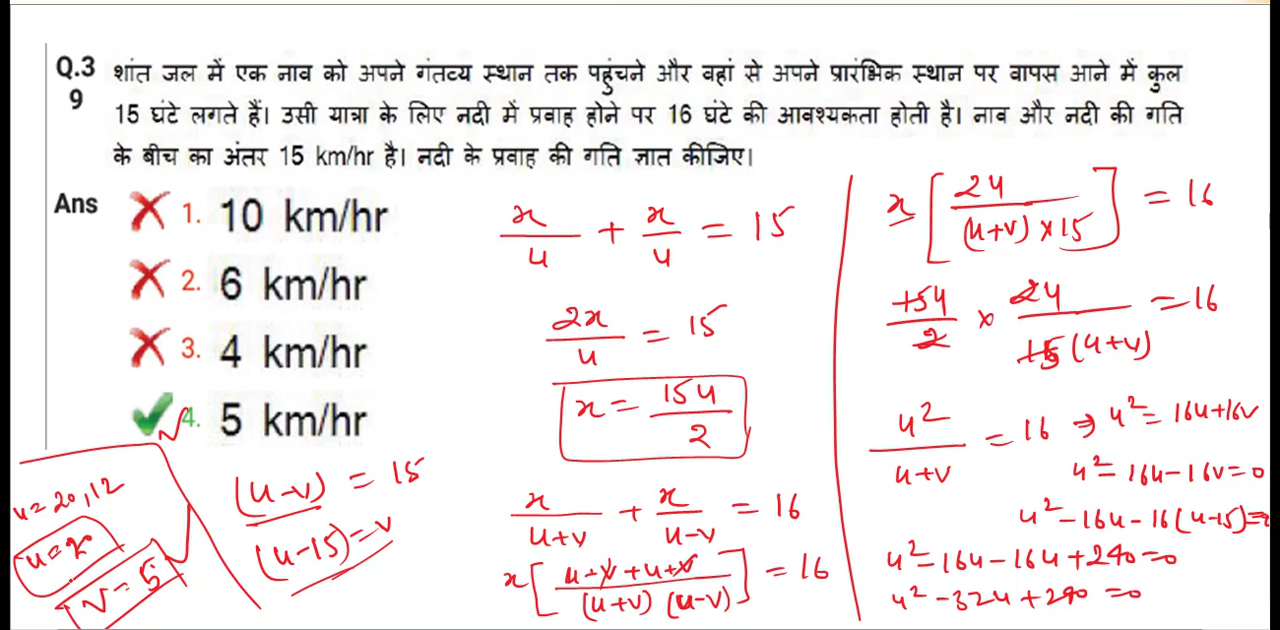 Q.3 शांत जल में एक नाव को अपने गंतव्य स्थान तक पहुंचने और वहां से अपने प्रारंभिक स्थान पर वापस आने में कुल
9 15 घंटे लगते हैं। उसी यात्रा के लिए नदी में प्रवाह होने पर 16 घंटे की आवश्यकता होती है। नाव और नदी की गति
के बीच का अंतर 15 km/hr है। नदी के प्रवाह की गति ज्ञात कीजिए।
Ans
1. 10 km/hr
2. 6 km/hr
3. 4 km/hr
4. 5 km/hr
u=20,12
v=5
(u-v) = 15
(u-15)=v
x/u + x/u = 15
2x/u = 15
x = 15u/2
x/(u+v) + x/(u-v) = 16
x[(u+v+u+v)/((u+v)(u-v))] = 16
x[2u/((u+v)×15)] = 16
15u/2 × 2u/(15(u+v)) = 16
u²/(u+v) = 16 ⇒ u² = 16u+16v
u²-16u-16v=0
u²-16u-16(u-15)=0
u²-16u-16u+240=0
u²-32u+240=0